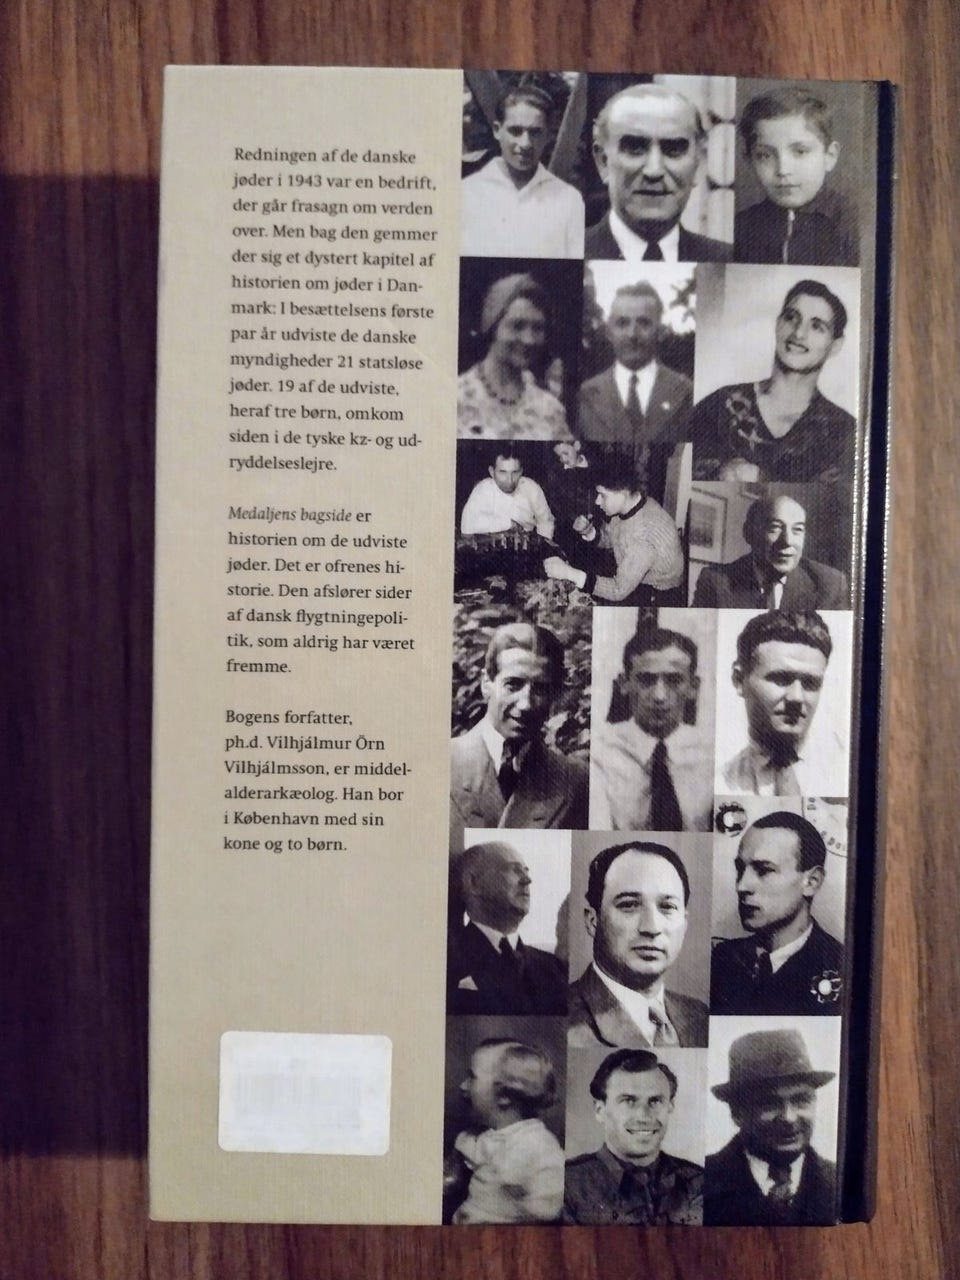 Redningen af de danske
jøder i 1943 var en bedrift,
der går frasagn om verden
over. Men bag den gemmer
der sig et dystert kapitel af
historien om jøder i Dan-
mark: I besættelsens første
par år udviste de danske
myndigheder 21 statsløse
jøder. 19 af de udviste,
heraf tre børn, omkom
siden i de tyske kz- og ud-
ryddelseslejre.
Medaljens bagside er
historien om de udviste
jøder. Det er ofrenes hi-
storie. Den afslører sider
af dansk flygtningepoli-
tik, som aldrig har været
fremme.
Bogens forfatter,
ph.d. Vilhjálmur Örn
Vilhjálmsson, er middel-
alderarkæolog. Han bor
i København med sin
kone og to børn.